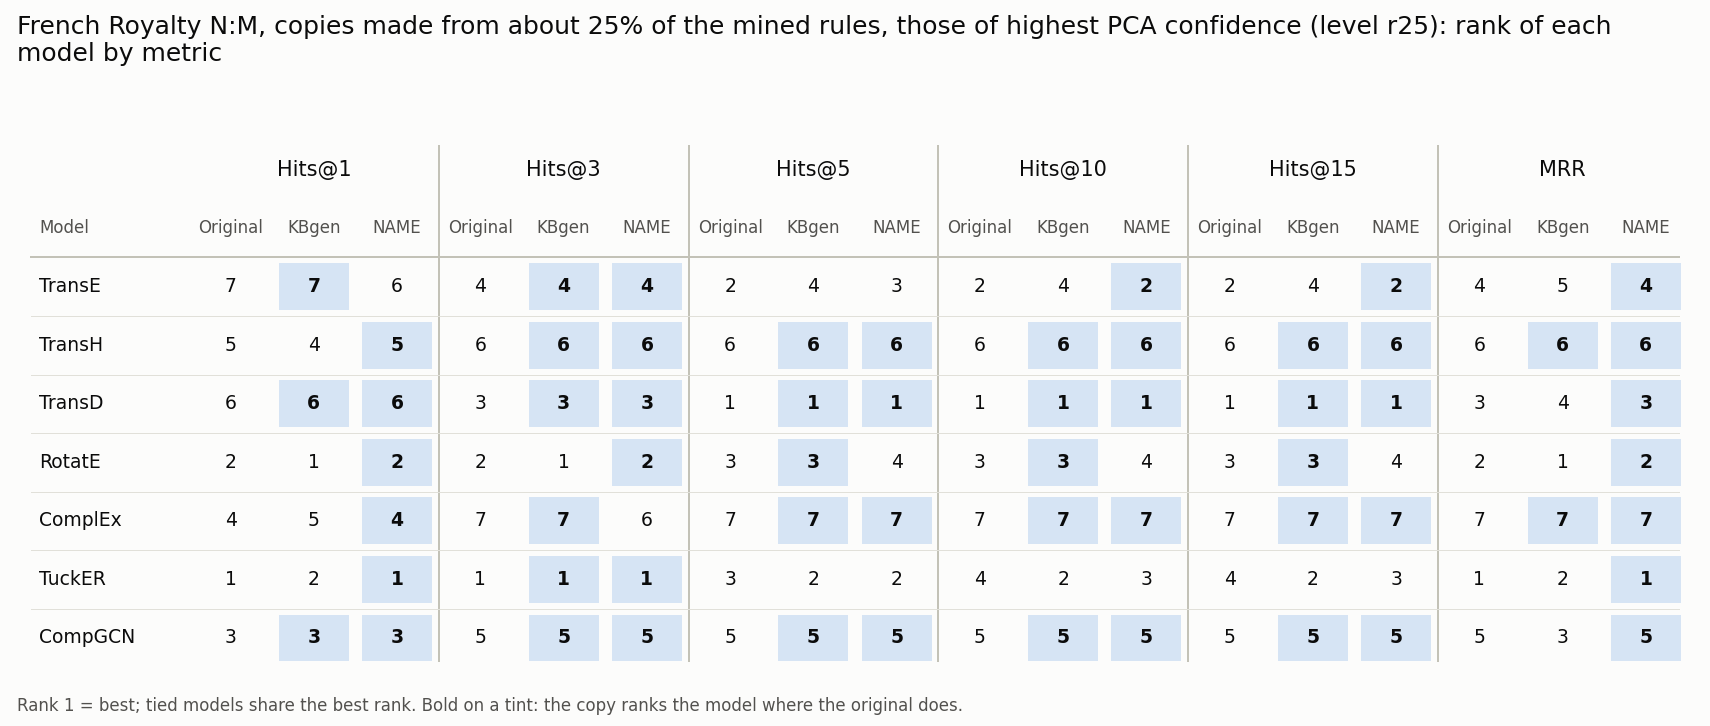 French Royalty N:M, copies made from about 25% of the mined rules, those of highest PCA confidence (level r25): rank of each
model by metric
Hits@1 Hits@3 Hits@5 Hits@10 Hits@15 MRR
Model Original KBgen NAME Original KBgen NAME Original KBgen NAME Original KBgen NAME Original KBgen NAME Original KBgen NAME
TransE 7 7 6 4 4 4 2 4 3 2 4 2 2 4 2 4 5 4
TransH 5 4 5 6 6 6 6 6 6 6 6 6 6 6 6 6 6 6
TransD 6 6 6 3 3 3 1 1 1 1 1 1 1 1 1 3 4 3
RotatE 2 1 2 2 1 2 3 3 4 3 3 4 3 3 4 2 1 2
ComplEx 4 5 4 7 7 6 7 7 7 7 7 7 7 7 7 7 7 7
TuckER 1 2 1 1 1 1 3 2 2 4 2 3 4 2 3 1 2 1
CompGCN 3 3 3 5 5 5 5 5 5 5 5 5 5 5 5 5 3 5
Rank 1 = best; tied models share the best rank. Bold on a tint: the copy ranks the model where the original does.